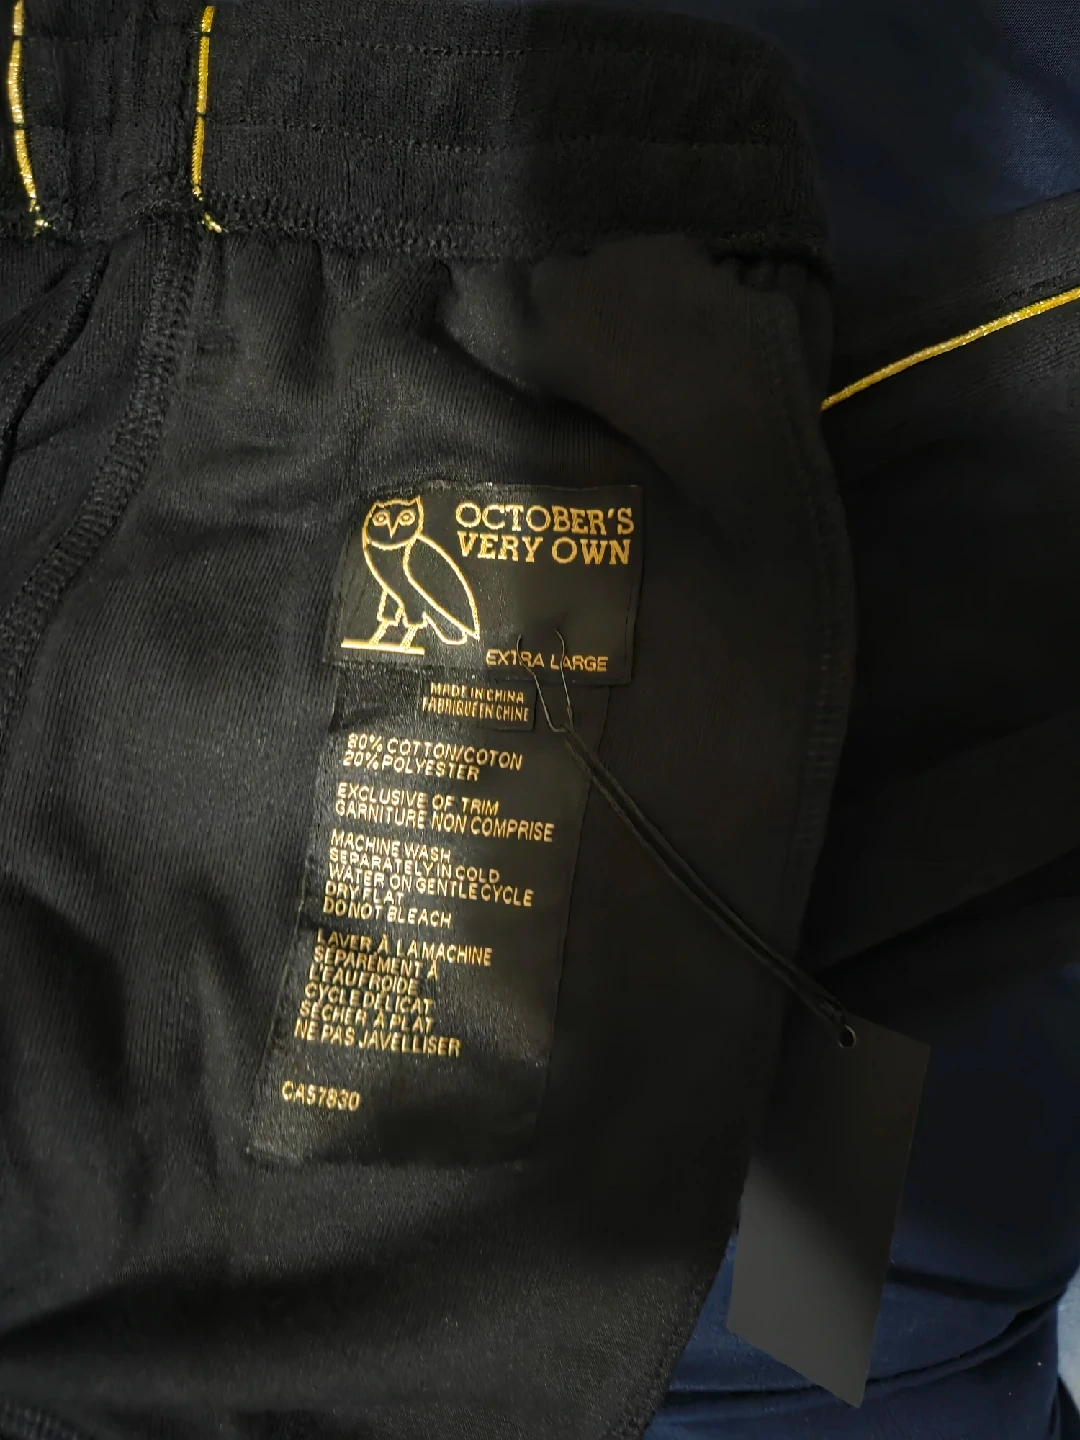 OCTOBER'S
VERY OWN
EXTRA LARGE
MADE IN CHINA
FABRIQUÉ EN CHINE
80% COTTON/COTON
20% POLYESTER
EXCLUSIVE OF TRIM
GARNITURE NON COMPRISE
MACHINE WASH
SEPARATELY IN COLD
WATER ON GENTLE CYCLE
DRY FLAT
DO NOT BLEACH
LAVER À LA MACHINE
SÉPARÉMENT À
L'EAU FROIDE
CYCLE DÉLICAT
SÉCHER À PLAT
NE PAS JAVELLISER
CA57830